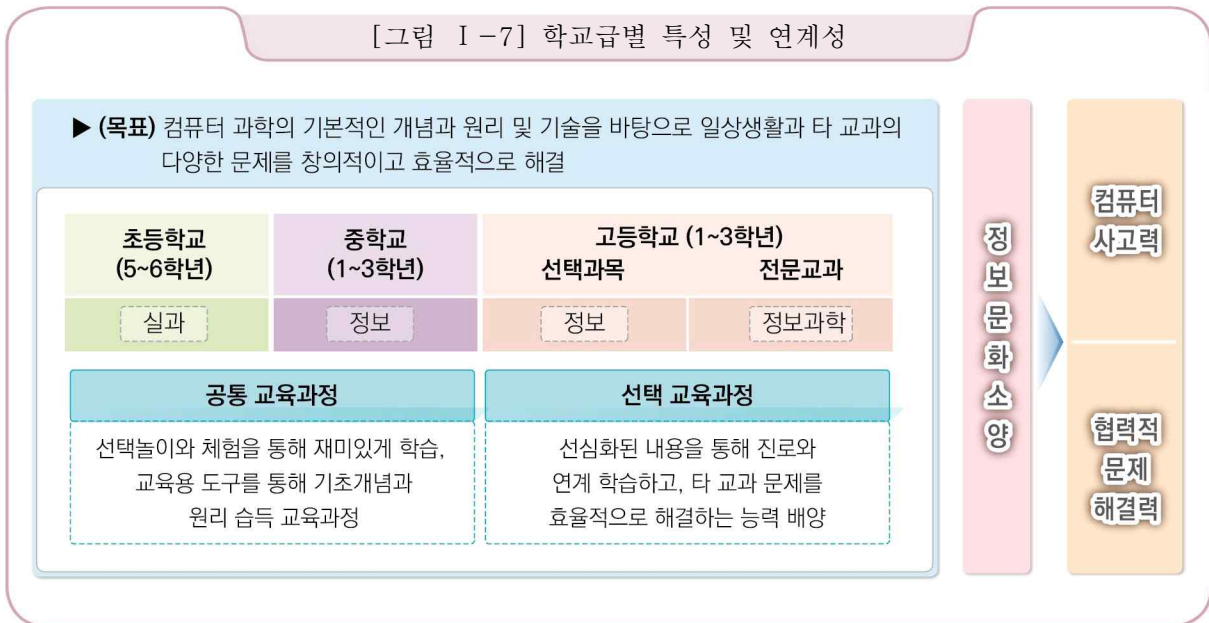 [그림 Ⅰ-7] 학교급별 특성 및 연계성
▶ (목표) 컴퓨터 과학의 기본적인 개념과 원리 및 기술을 바탕으로 일상생활과 타 교과의
다양한 문제를 창의적이고 효율적으로 해결
초등학교
(5~6학년)
중학교
(1~3학년)
고등학교 (1~3학년)
선택과목 전문교과
실과 정보 정보 정보과학
공통 교육과정
선택놀이와 체험을 통해 재미있게 학습,
교육용 도구를 통해 기초개념과
원리 습득 교육과정
선택 교육과정
선심화된 내용을 통해 진로와
연계 학습하고, 타 교과 문제를
효율적으로 해결하는 능력 배양
정보문화소양
컴퓨터
사고력
협력적
문제
해결력